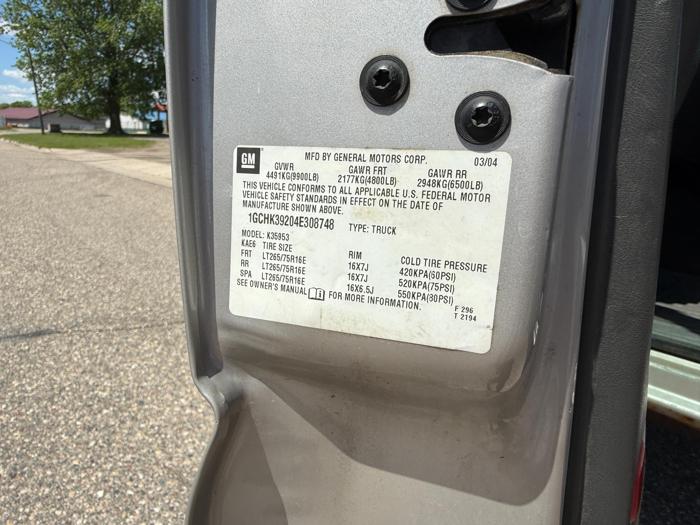 GM MFD BY GENERAL MOTORS CORP. 03/04
GVWR GAWR FRT GAWR RR
4491KG(9900LB) 2177KG(4800LB) 2948KG(6500LB)
THIS VEHICLE CONFORMS TO ALL APPLICABLE U.S. FEDERAL MOTOR
VEHICLE SAFETY STANDARDS IN EFFECT ON THE DATE OF
MANUFACTURE SHOWN ABOVE.
1GCHK39204E308748 TYPE: TRUCK
MODEL: K35953
KAE6 TIRE SIZE RIM COLD TIRE PRESSURE
FRT LT265/75R16E 16X7J 420KPA(60PSI)
RR LT265/75R16E 16X7J 520KPA(75PSI)
SPA LT265/75R16E 16X6.5J 550KPA(80PSI)
SEE OWNER'S MANUAL FOR MORE INFORMATION.
F 296
T 2194